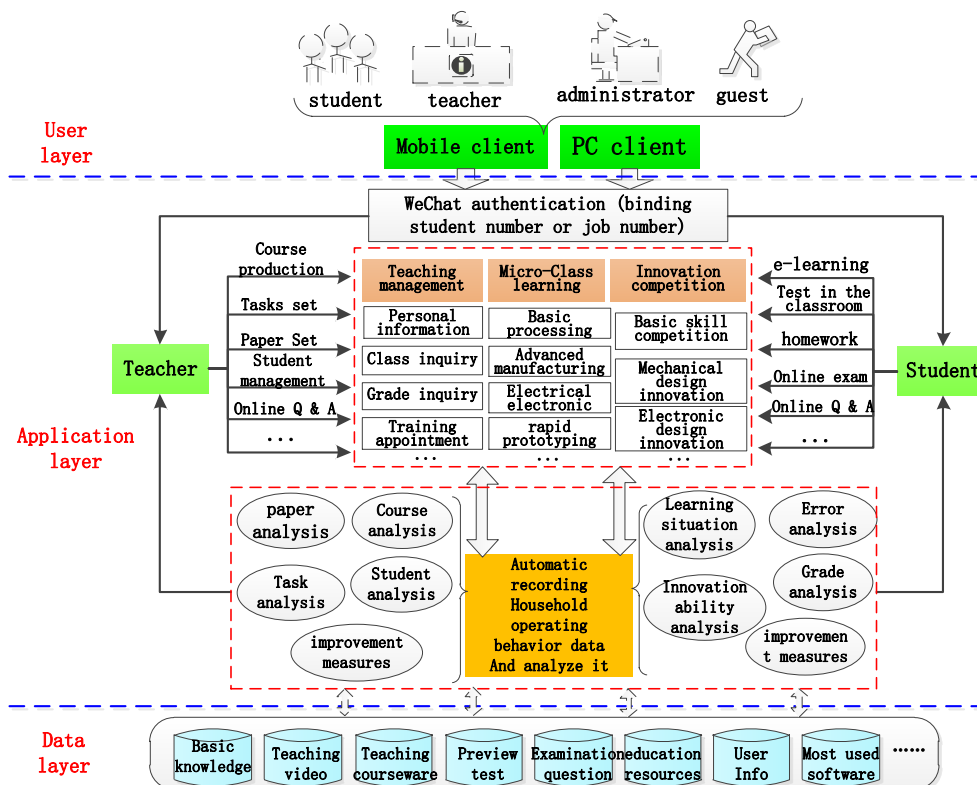 student
teacher
administrator
guest
User
layer
Mobile client
PC client
WeChat authentication (binding
student number or job number)
Course
production
Tasks set
Paper Set
Student
management
Online Q & A
...
Teacher
Teaching
management
Personal
information
Class inquiry
Grade inquiry
Training
appointment
...
Micro-Class
learning
Basic
processing
Advanced
manufacturing
Electrical
electronic
rapid
prototyping
...
Innovation
competition
Basic skill
competition
Mechanical
design
innovation
Electronic
design
innovation
...
e-learning
Test in the
classroom
homework
Online exam
Online Q & A
...
Student
Application
layer
paper
analysis
Course
analysis
Task
analysis
Student
analysis
improvement
measures
Automatic
recording
Household
operating
behavior data
And analyze it
Learning
situation
analysis
Error
analysis
Innovation
ability
analysis
Grade
analysis
improvemen
t measures
Data
layer
Basic
knowledge
Teaching
video
Teaching
courseware
Preview
test
Examination
question
education
resources
User
Info
Most used
software
......